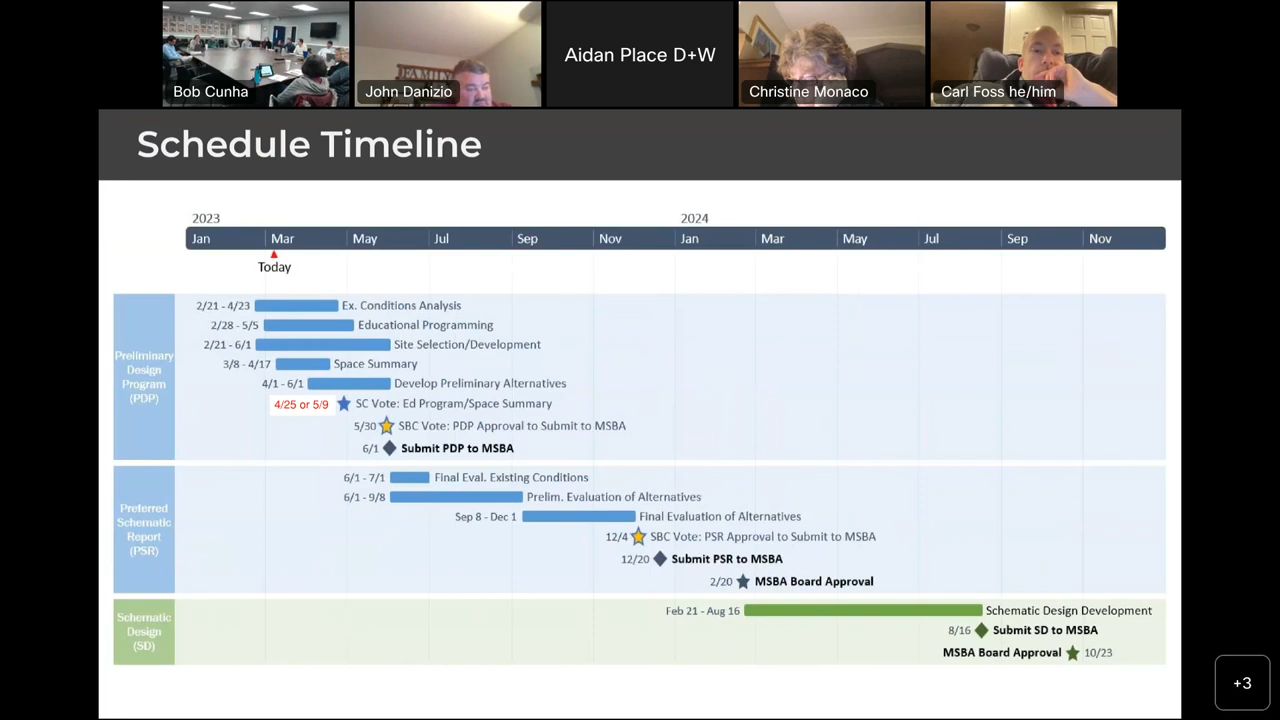 Aidan Place D+W
FAMILY
Bob Cunha
John Danizio
Christine Monaco
Carl Foss he/him
Schedule Timeline
2023
2024
Jan Mar May Jul Sep Nov Jan Mar May Jul Sep Nov
Today
Preliminary
Design
Program
(PDP)
2/21 - 4/23 Ex. Conditions Analysis
2/28 - 5/5 Educational Programming
2/21 - 6/1 Site Selection/Development
3/8 - 4/17 Space Summary
4/1 - 6/1 Develop Preliminary Alternatives
4/25 or 5/9 SC Vote: Ed Program/Space Summary
5/30 SBC Vote: PDP Approval to Submit to MSBA
6/1 Submit PDP to MSBA
Preferred
Schematic
Report
(PSR)
6/1 - 7/1 Final Eval. Existing Conditions
6/1 - 9/8 Prelim. Evaluation of Alternatives
Sep 8 - Dec 1 Final Evaluation of Alternatives
12/4 SBC Vote: PSR Approval to Submit to MSBA
12/20 Submit PSR to MSBA
2/20 MSBA Board Approval
Schematic
Design
(SD)
Feb 21 - Aug 16 Schematic Design Development
8/16 Submit SD to MSBA
MSBA Board Approval 10/23
+3